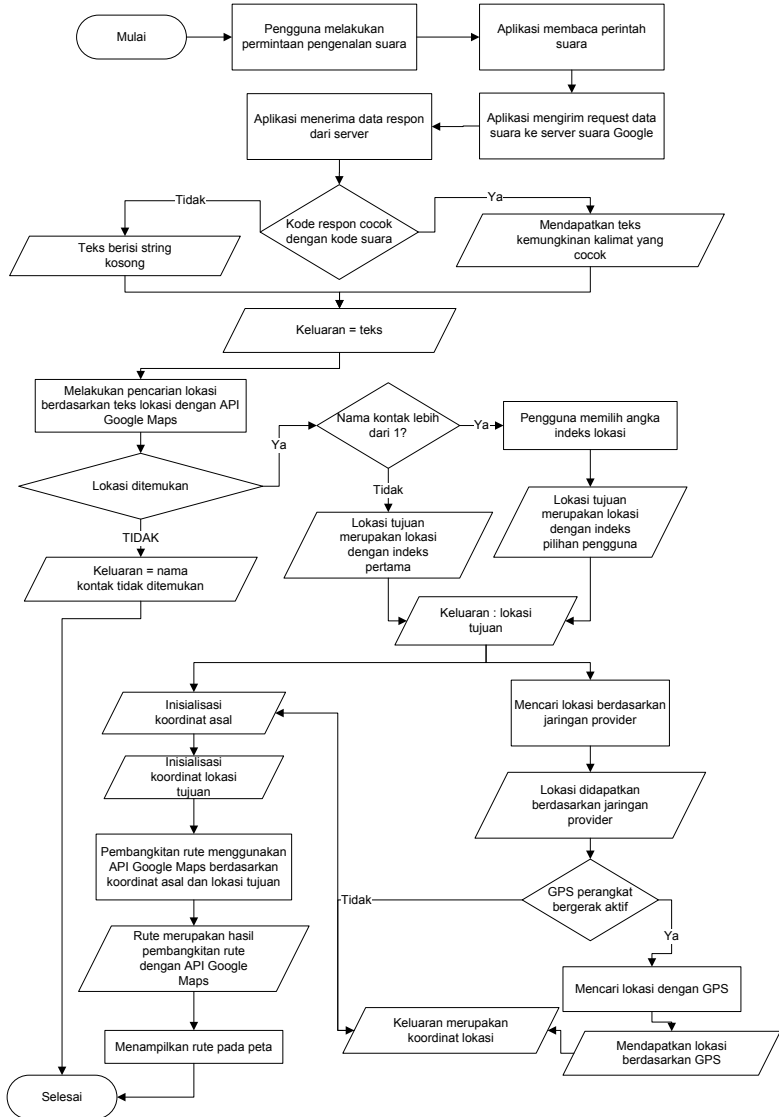 Mulai
Pengguna melakukan
permintaan pengenalan suara
Aplikasi membaca perintah
suara
Aplikasi menerima data respon
dari server
Aplikasi mengirim request data
suara ke server suara Google
Tidak
Kode respon cocok
dengan kode suara
Ya
Teks berisi string
kosong
Mendapatkan teks
kemungkinan kalimat yang
cocok
Keluaran = teks
Melakukan pencarian lokasi
berdasarkan teks lokasi dengan API
Google Maps
Ya
Nama kontak lebih
dari 1?
Ya
Pengguna memilih angka
indeks lokasi
Lokasi ditemukan
Tidak
TIDAK
Lokasi tujuan
merupakan lokasi
dengan indeks
pertama
Lokasi tujuan
merupakan lokasi
dengan indeks
pilihan pengguna
Keluaran = nama
kontak tidak ditemukan
Keluaran : lokasi
tujuan
Inisialisasi
koordinat asal
Mencari lokasi berdasarkan
jaringan provider
Inisialisasi
koordinat lokasi
tujuan
Lokasi didapatkan
berdasarkan jaringan
provider
Pembangkitan rute menggunakan
API Google Maps berdasarkan
koordinat asal dan lokasi tujuan
Tidak
GPS perangkat
bergerak aktif
Ya
Rute merupakan hasil
pembangkitan rute
dengan API Google
Maps
Mencari lokasi dengan GPS
Keluaran merupakan
koordinat lokasi
Mendapatkan lokasi
berdasarkan GPS
Menampilkan rute pada peta
Selesai